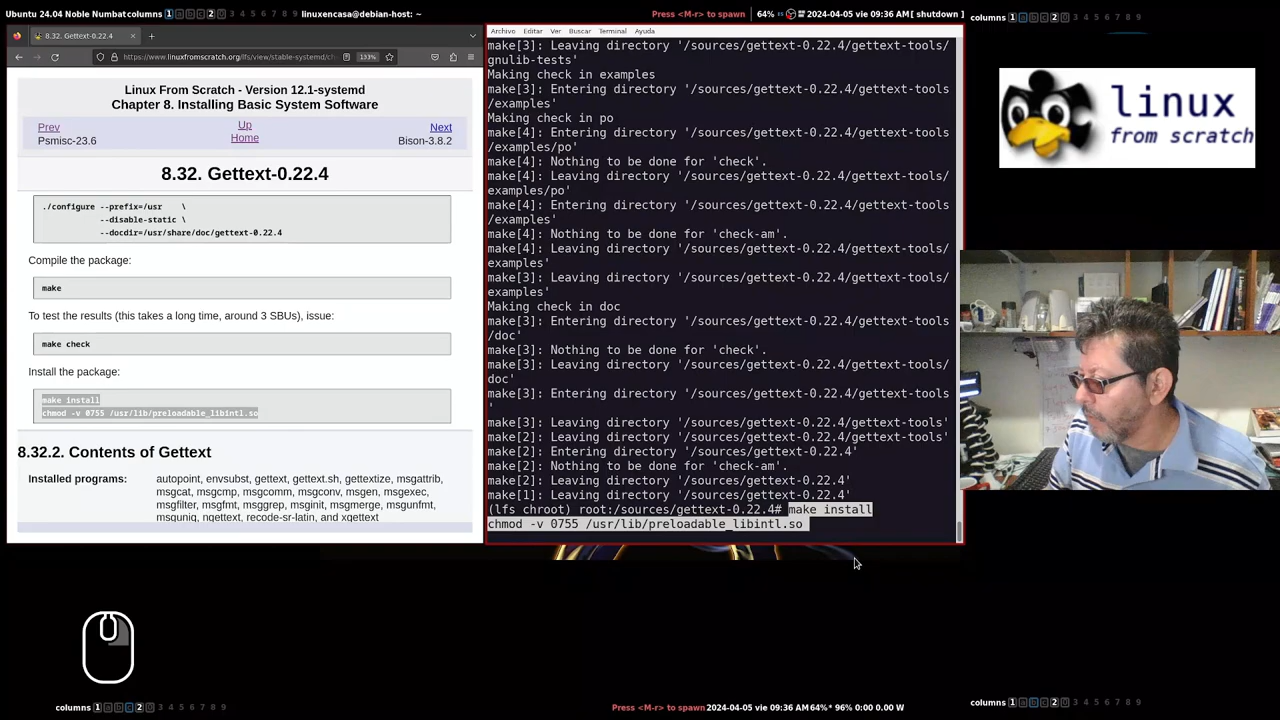 Ubuntu 24.04 Noble Numbat columns 1 a b c 2 0 3 4 5 6 7 8 9 linuxencasa@debian-host: ~
Press <M-r> to spawn 64% 2024-04-05 vie 09:36 AM [ shutdown ]
columns 1 a b c 2 0 3 4 5 6 7 8 9
8.32. Gettext-0.22.4
https://www.linuxfromscratch.org/lfs/view/stable-systemd/ch 133%
Linux From Scratch - Version 12.1-systemd
Chapter 8. Installing Basic System Software
Prev Up Next
Psmisc-23.6 Home Bison-3.8.2
8.32. Gettext-0.22.4
./configure --prefix=/usr \
--disable-static \
--docdir=/usr/share/doc/gettext-0.22.4
Compile the package:
make
To test the results (this takes a long time, around 3 SBUs), issue:
make check
Install the package:
make install
chmod -v 0755 /usr/lib/preloadable_libintl.so
8.32.2. Contents of Gettext
Installed programs: autopoint, envsubst, gettext, gettext.sh, gettextize, msgattrib,
msgcat, msgcmp, msgcomm, msgconv, msgen, msgexec,
msgfilter, msgfmt, msggrep, msginit, msgmerge, msgunfmt,
msguniq, ngettext, recode-sr-latin, and xgettext
Archivo Editar Ver Buscar Terminal Ayuda
make[3]: Leaving directory '/sources/gettext-0.22.4/gettext-tools/
gnulib-tests'
Making check in examples
make[3]: Entering directory '/sources/gettext-0.22.4/gettext-tools
/examples'
Making check in po
make[4]: Entering directory '/sources/gettext-0.22.4/gettext-tools
/examples/po'
make[4]: Nothing to be done for 'check'.
make[4]: Leaving directory '/sources/gettext-0.22.4/gettext-tools/
examples/po'
make[4]: Entering directory '/sources/gettext-0.22.4/gettext-tools
/examples'
make[4]: Nothing to be done for 'check-am'.
make[4]: Leaving directory '/sources/gettext-0.22.4/gettext-tools/
examples'
make[3]: Leaving directory '/sources/gettext-0.22.4/gettext-tools/
examples'
Making check in doc
make[3]: Entering directory '/sources/gettext-0.22.4/gettext-tools
/doc'
make[3]: Nothing to be done for 'check'.
make[3]: Leaving directory '/sources/gettext-0.22.4/gettext-tools/
doc'
make[3]: Entering directory '/sources/gettext-0.22.4/gettext-tools
'
make[3]: Leaving directory '/sources/gettext-0.22.4/gettext-tools'
make[2]: Leaving directory '/sources/gettext-0.22.4/gettext-tools'
make[2]: Entering directory '/sources/gettext-0.22.4'
make[2]: Nothing to be done for 'check-am'.
make[2]: Leaving directory '/sources/gettext-0.22.4'
make[1]: Leaving directory '/sources/gettext-0.22.4'
(lfs chroot) root:/sources/gettext-0.22.4# make install
chmod -v 0755 /usr/lib/preloadable_libintl.so
linux
from scratch
columns 1 a b c 2 0 3 4 5 6 7 8 9
Press <M-r> to spawn 2024-04-05 vie 09:36 AM 64%* 96% 0:00 0.00 W
columns 1 a b c 2 0 3 4 5 6 7 8 9